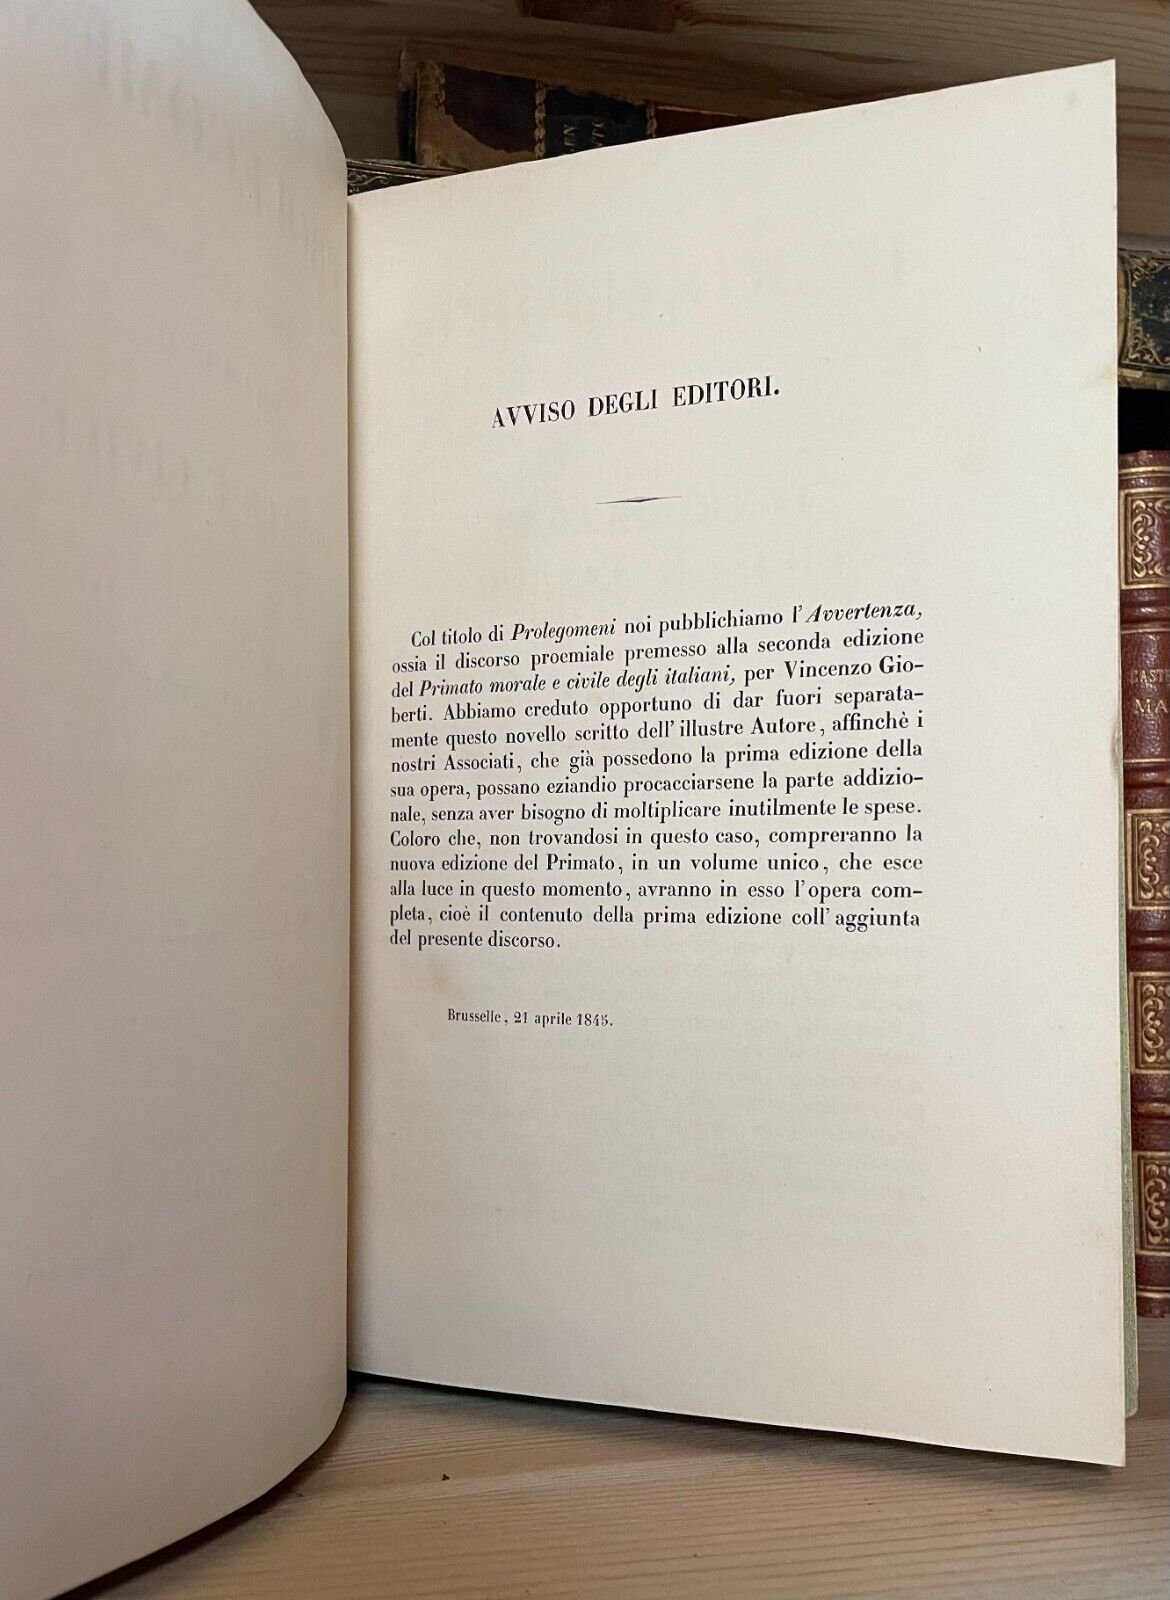 AVVISO DEGLI EDITORI.
Col titolo di Prolegomeni noi pubblichiamo l'Avvertenza,
ossia il discorso proemiale premesso alla seconda edizione
del Primato morale e civile degli italiani, per Vincenzo Gio-
berti. Abbiamo creduto opportuno di dar fuori separata-
mente questo novello scritto dell'illustre Autore, affinchè i
nostri Associati, che già possedono la prima edizione della
sua opera, possano eziandio procacciarsene la parte addizio-
nale, senza aver bisogno di moltiplicare inutilmente le spese.
Coloro che, non trovandosi in questo caso, compreranno la
nuova edizione del Primato, in un volume unico, che esce
alla luce in questo momento, avranno in esso l'opera com-
pleta, cioè il contenuto della prima edizione coll'aggiunta
del presente discorso.
Brusselle, 21 aprile 1845.